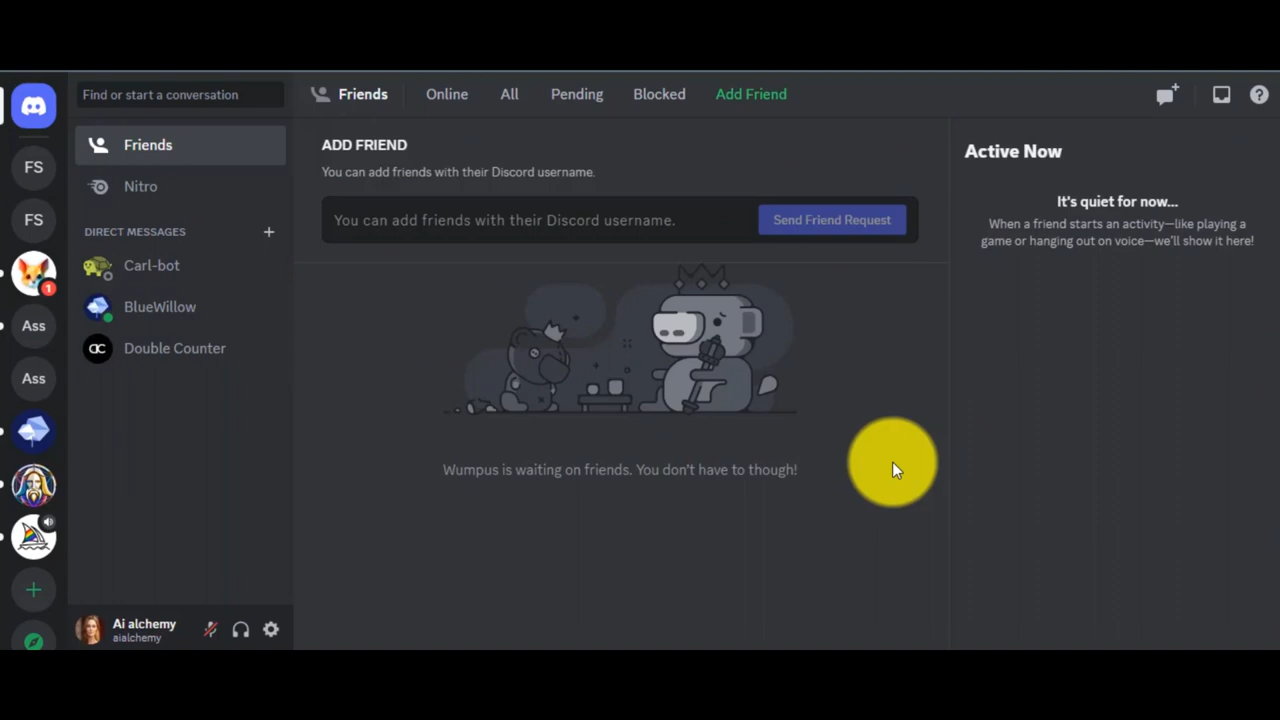 Find or start a conversation
Friends
Online
All
Pending
Blocked
Add Friend
FS
FS
1
Ass
Ass
Friends
Nitro
DIRECT MESSAGES
Carl-bot
BlueWillow
Double Counter
DC
Ai alchemy
aialchemy
ADD FRIEND
You can add friends with their Discord username.
You can add friends with their Discord username.
Send Friend Request
Wumpus is waiting on friends. You don't have to though!
Active Now
It's quiet for now...
When a friend starts an activity—like playing a
game or hanging out on voice—we'll show it here!